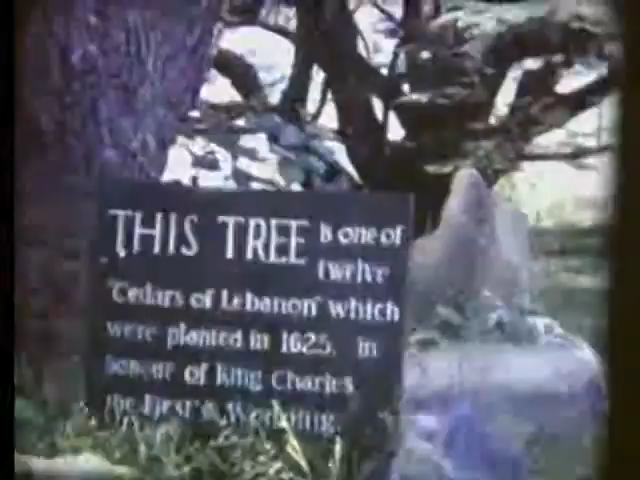 THIS TREE is one of
twelve
"Cedars of Lebanon" which
were planted in 1625, in
honour of King Charles
the First's Wedding.